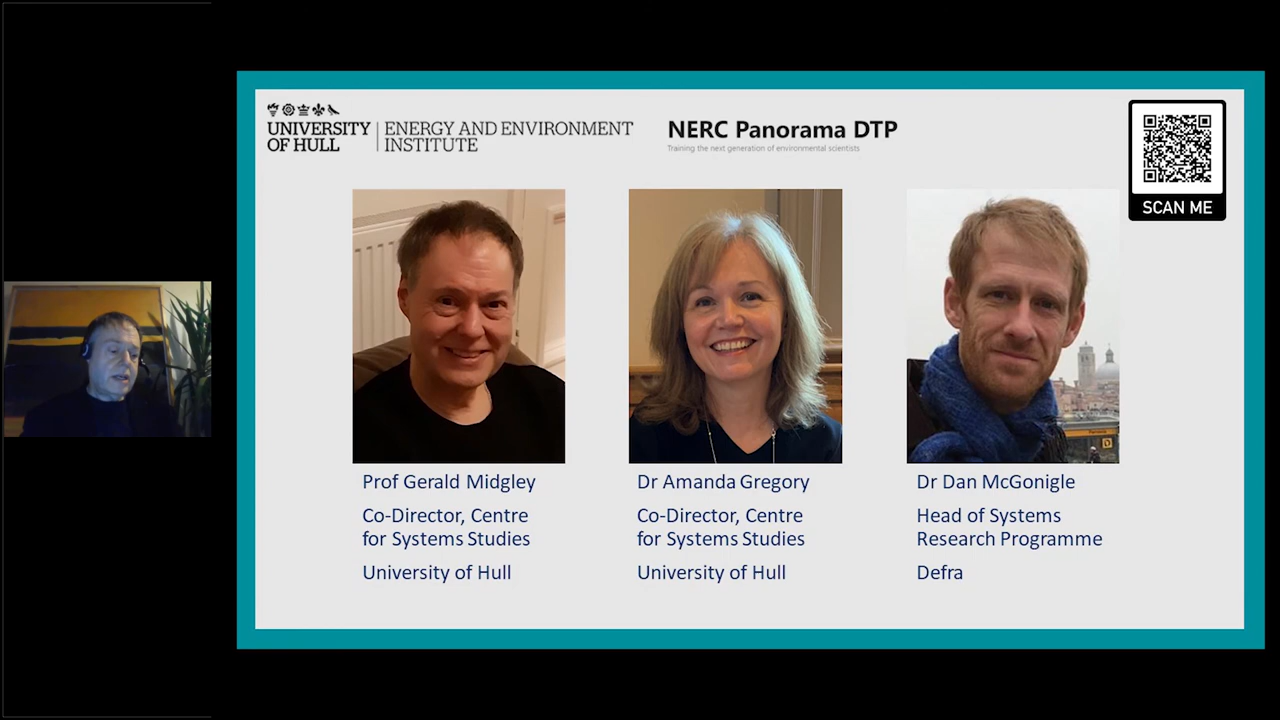 UNIVERSITY
OF HULL
ENERGY AND ENVIRONMENT
INSTITUTE
NERC Panorama DTP
Training the next generation of environmental scientists
SCAN ME
Prof Gerald Midgley
Co-Director, Centre
for Systems Studies
University of Hull
Dr Amanda Gregory
Co-Director, Centre
for Systems Studies
University of Hull
Dr Dan McGonigle
Head of Systems
Research Programme
Defra